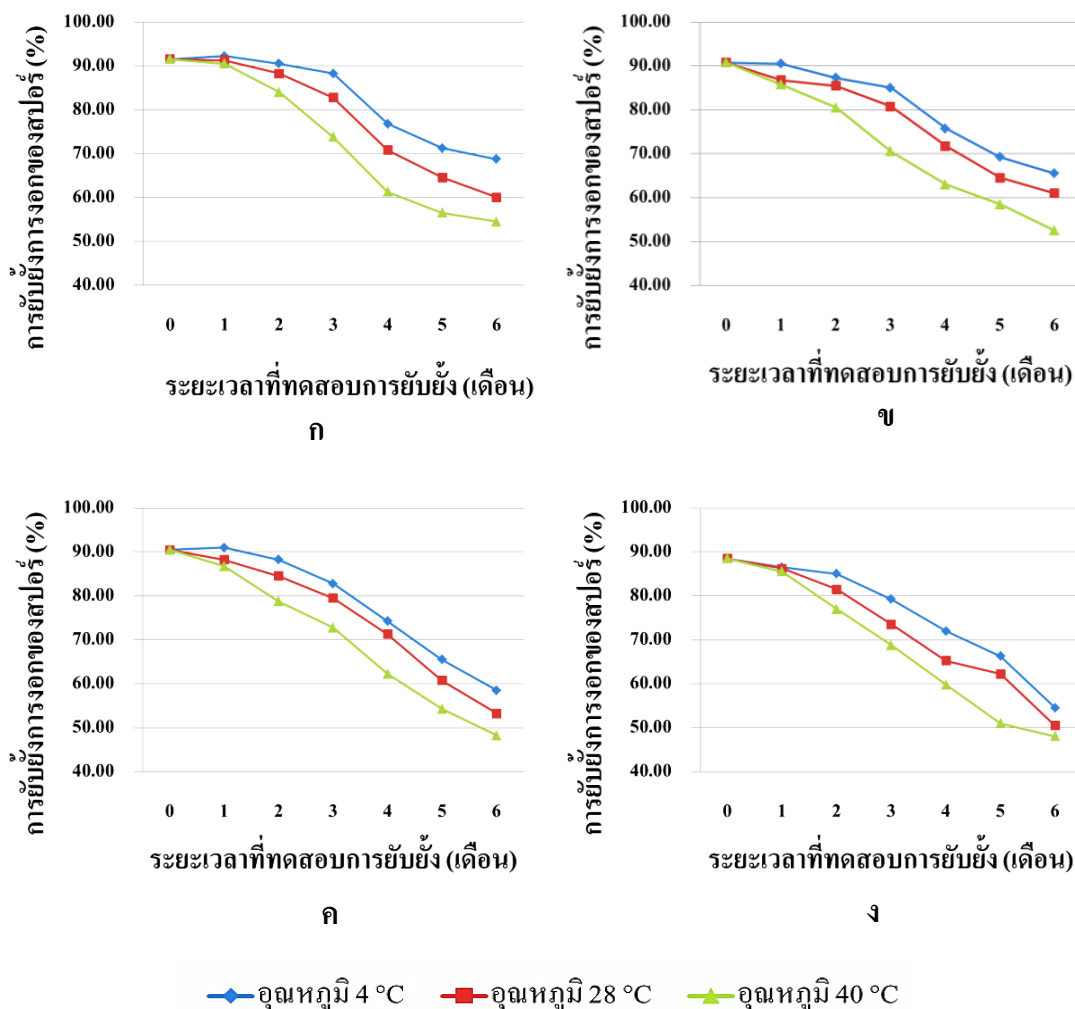 100.00
90.00
80.00
70.00
60.00
50.00
40.00
การยับยั้งการงอกของสปอร์ (%)
0 1 2 3 4 5 6
ระยะเวลาที่ทดสอบการยับยั้ง (เดือน)
ก
100.00
90.00
80.00
70.00
60.00
50.00
40.00
การยับยั้งการงอกของสปอร์ (%)
0 1 2 3 4 5 6
ระยะเวลาที่ทดสอบการยับยั้ง (เดือน)
ข
100.00
90.00
80.00
70.00
60.00
50.00
40.00
การยับยั้งการงอกของสปอร์ (%)
0 1 2 3 4 5 6
ระยะเวลาที่ทดสอบการยับยั้ง (เดือน)
ค
100.00
90.00
80.00
70.00
60.00
50.00
40.00
การยับยั้งการงอกของสปอร์ (%)
0 1 2 3 4 5 6
ระยะเวลาที่ทดสอบการยับยั้ง (เดือน)
ง
อุณหภูมิ 4 °C อุณหภูมิ 28 °C อุณหภูมิ 40 °C